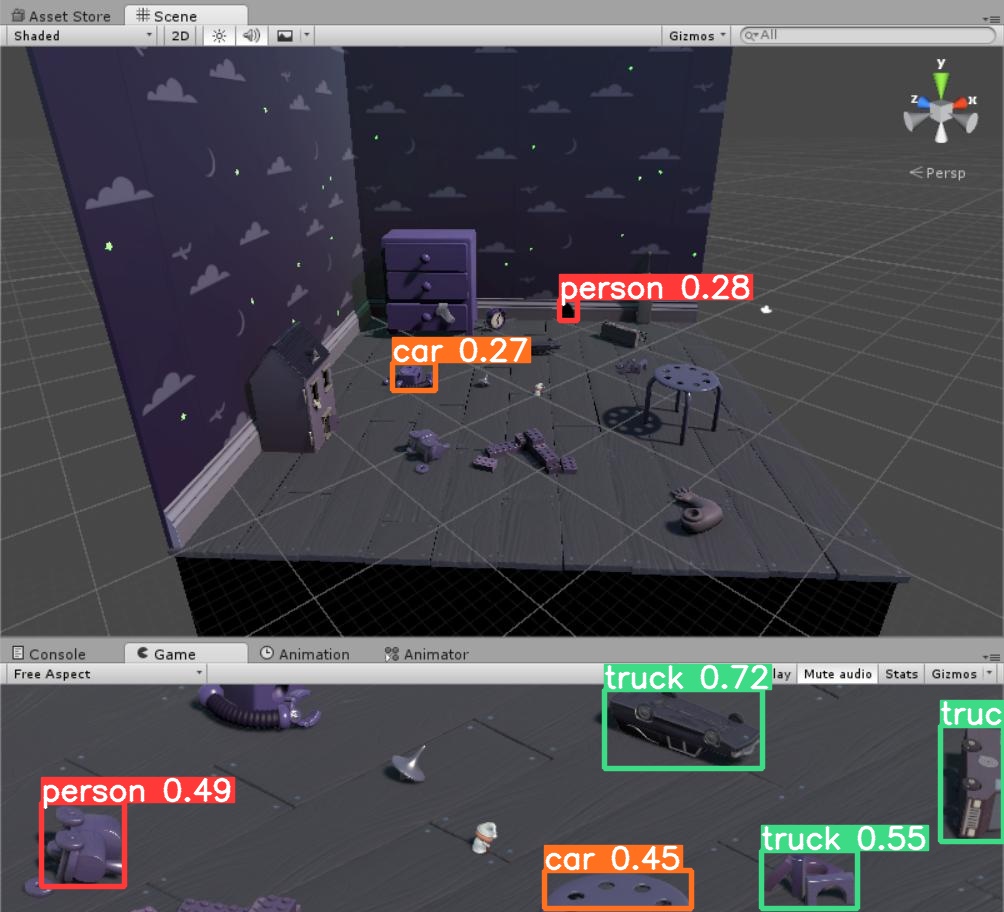 Asset Store Scene
Shaded 2D Gizmos All
y
z x
Persp
person 0.28
car 0.27
Console Game Animation Animator
Free Aspect lay Mute audio Stats Gizmos
truck 0.72
truc
person 0.49
truck 0.55
car 0.45